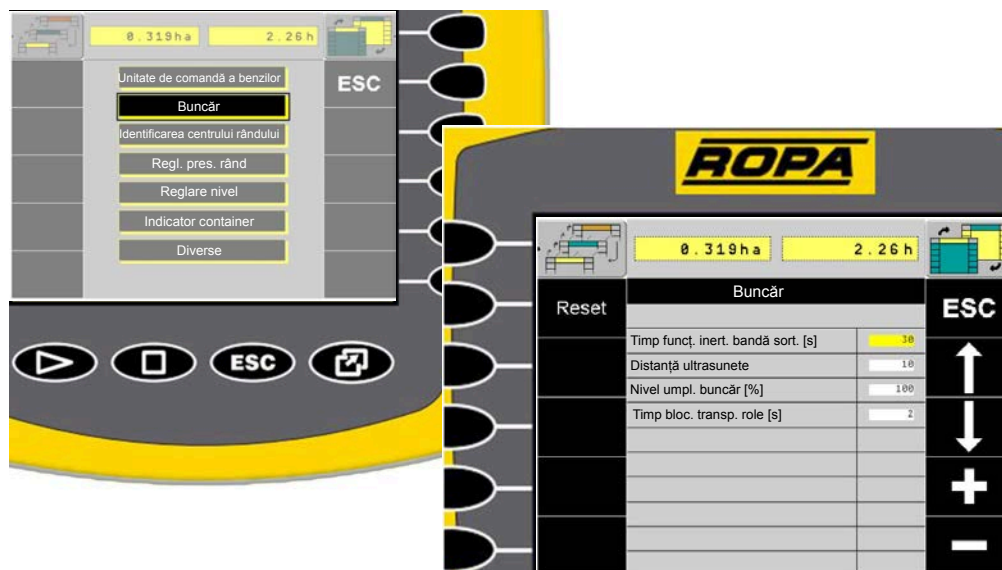 0.319ha 2.26h
Unitate de comandă a benzilor
ESC
Buncăr
Identificarea centrului rândului
Regl. pres. rând
Reglare nivel
Indicator container
Diverse
ESC
ROPA
0.319ha 2.26h
Buncăr
Reset
ESC
Timp funcț. inert. bandă sort. [s] 30
Distanță ultrasunete 10
Nivel umpl. buncăr [%] 100
Timp bloc. transp. role [s] 2